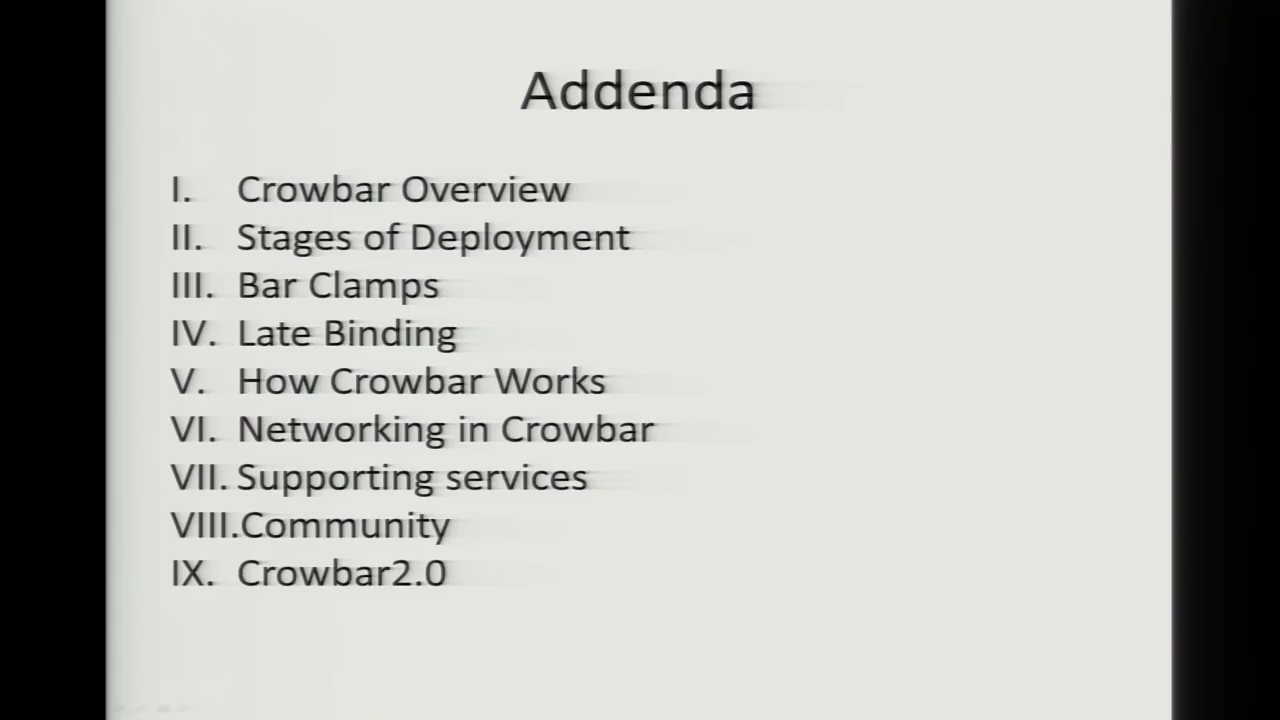 Addenda
I. Crowbar Overview
II. Stages of Deployment
III. Bar Clamps
IV. Late Binding
V. How Crowbar Works
VI. Networking in Crowbar
VII. Supporting services
VIII.Community
IX. Crowbar2.0